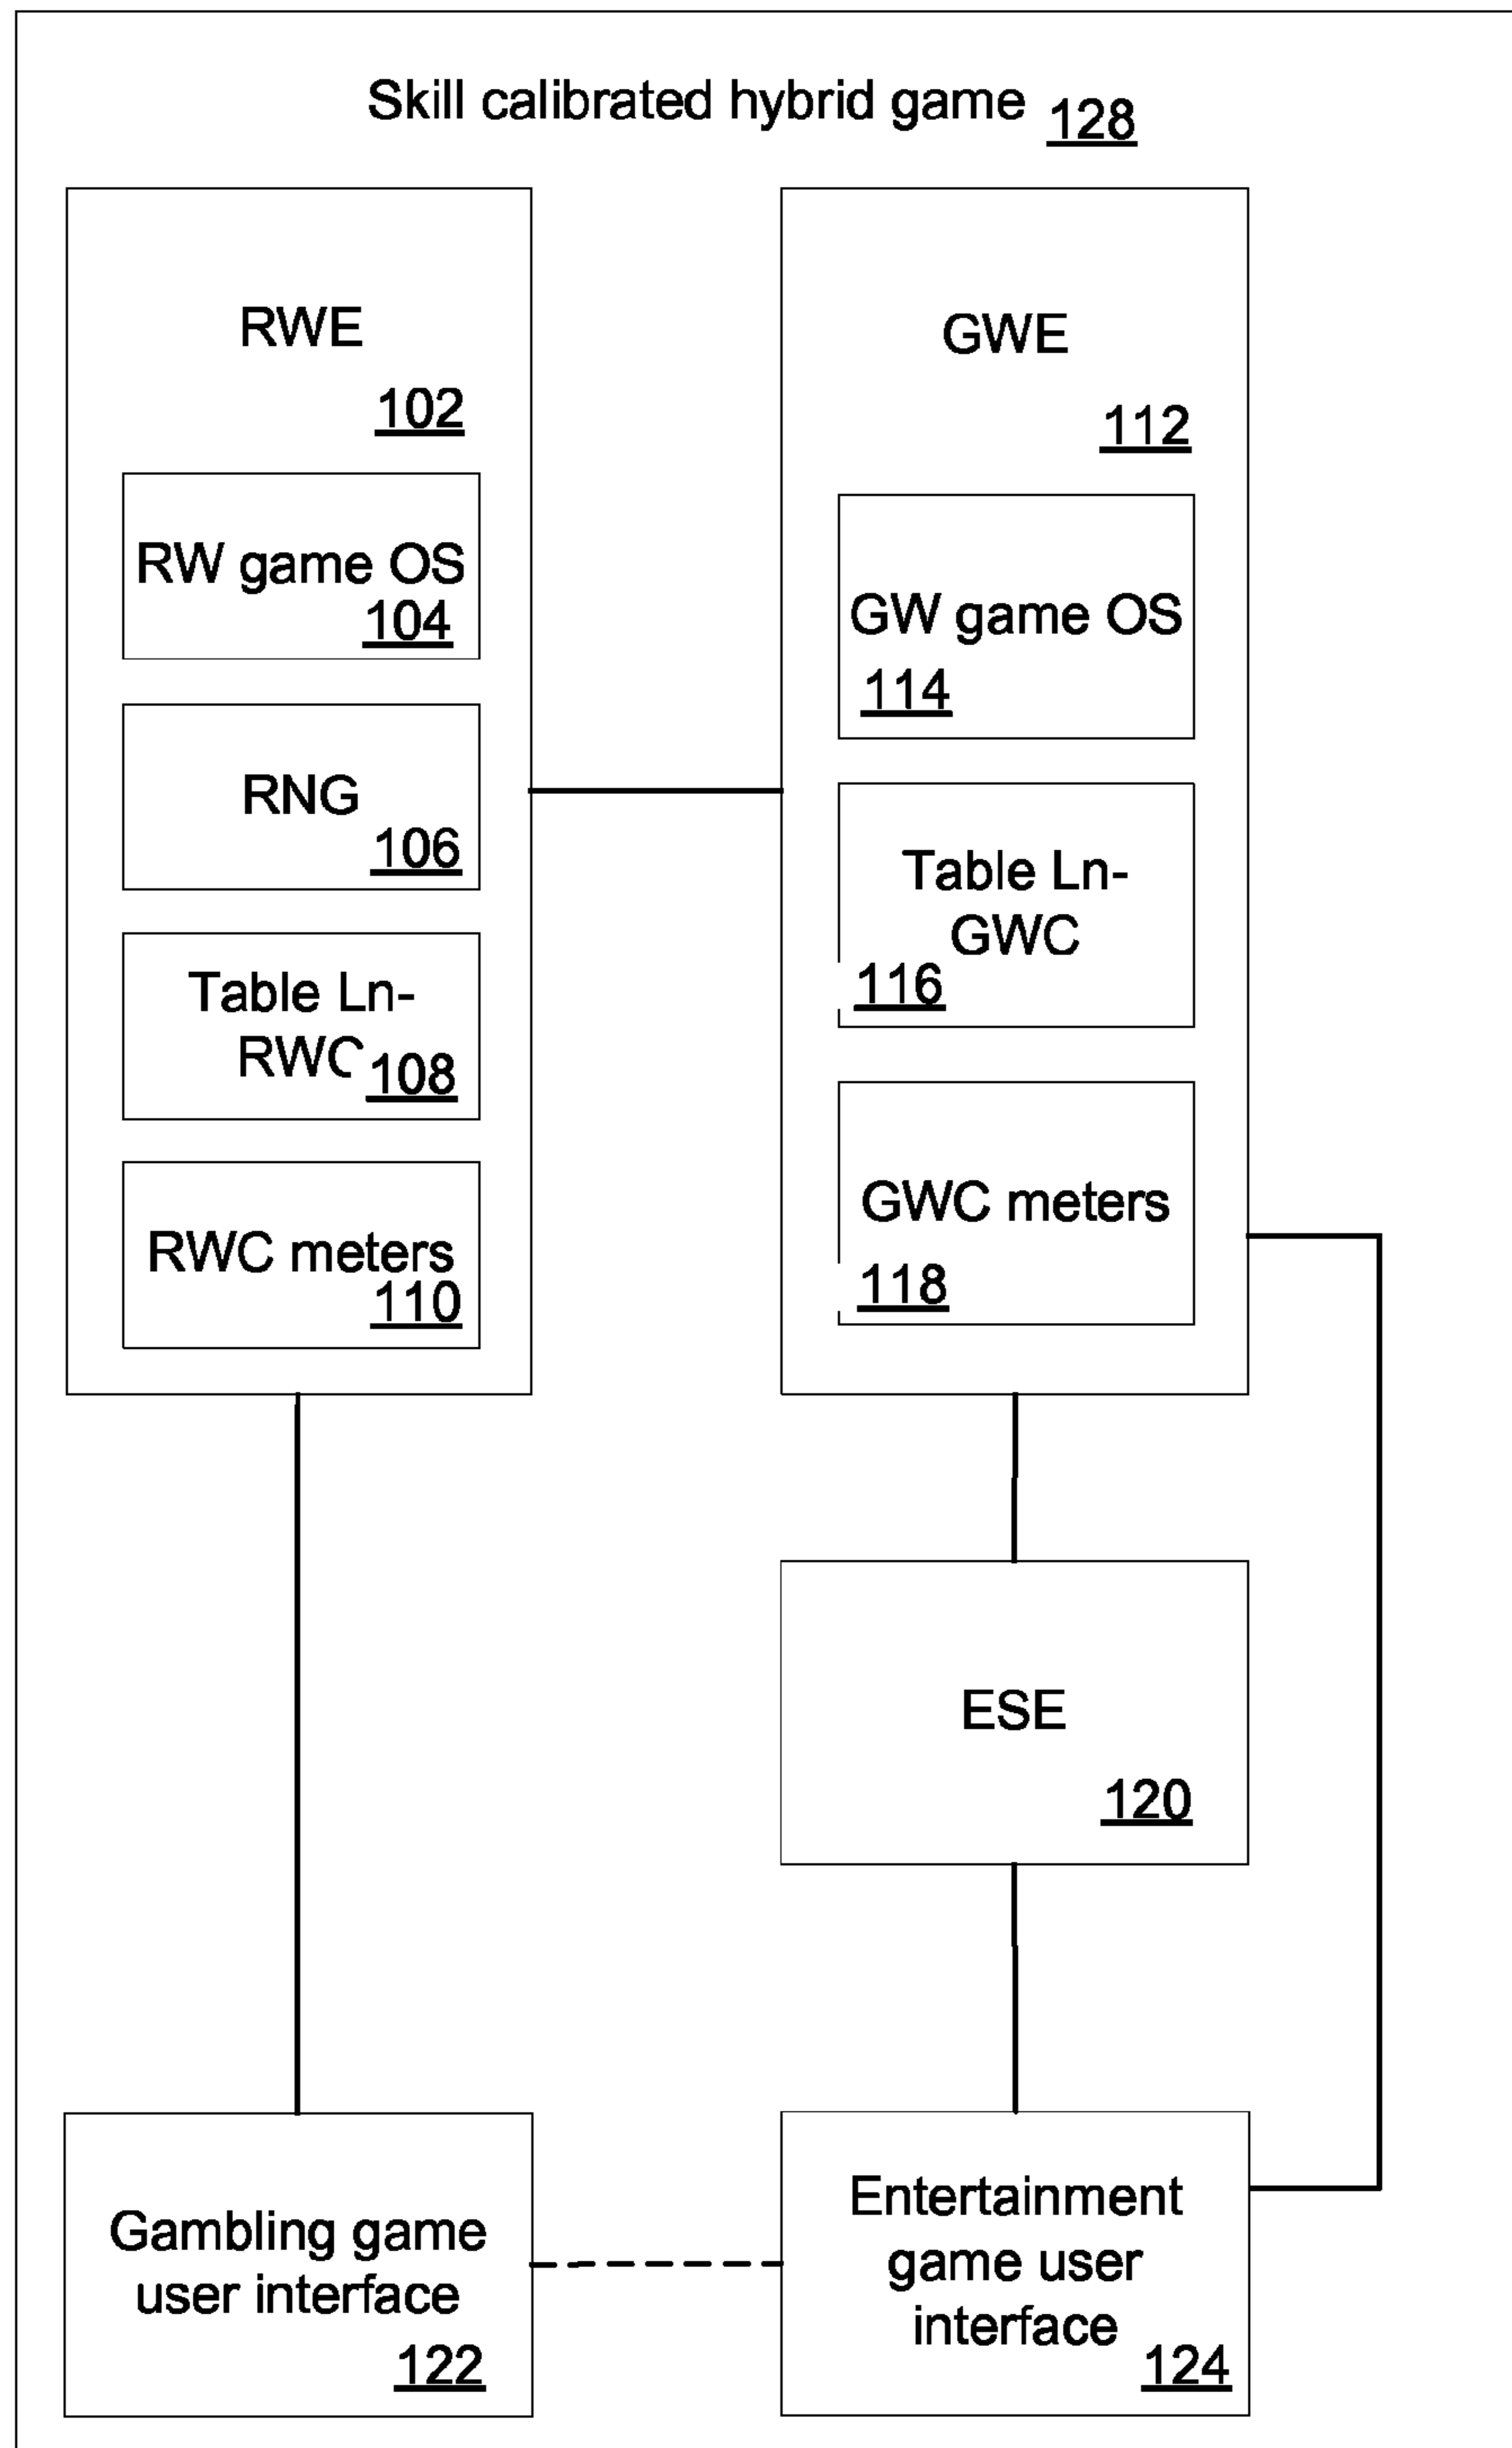 Skill calibrated hybrid game 128
RWE
102
RW game OS
104
RNG
106
Table Ln-
RWC
108
RWC meters
110
GWE
112
GW game OS
114
Table Ln-
GWC
116
GWC meters
118
ESE
120
Gambling game
user interface
122
Entertainment
game user
interface
124